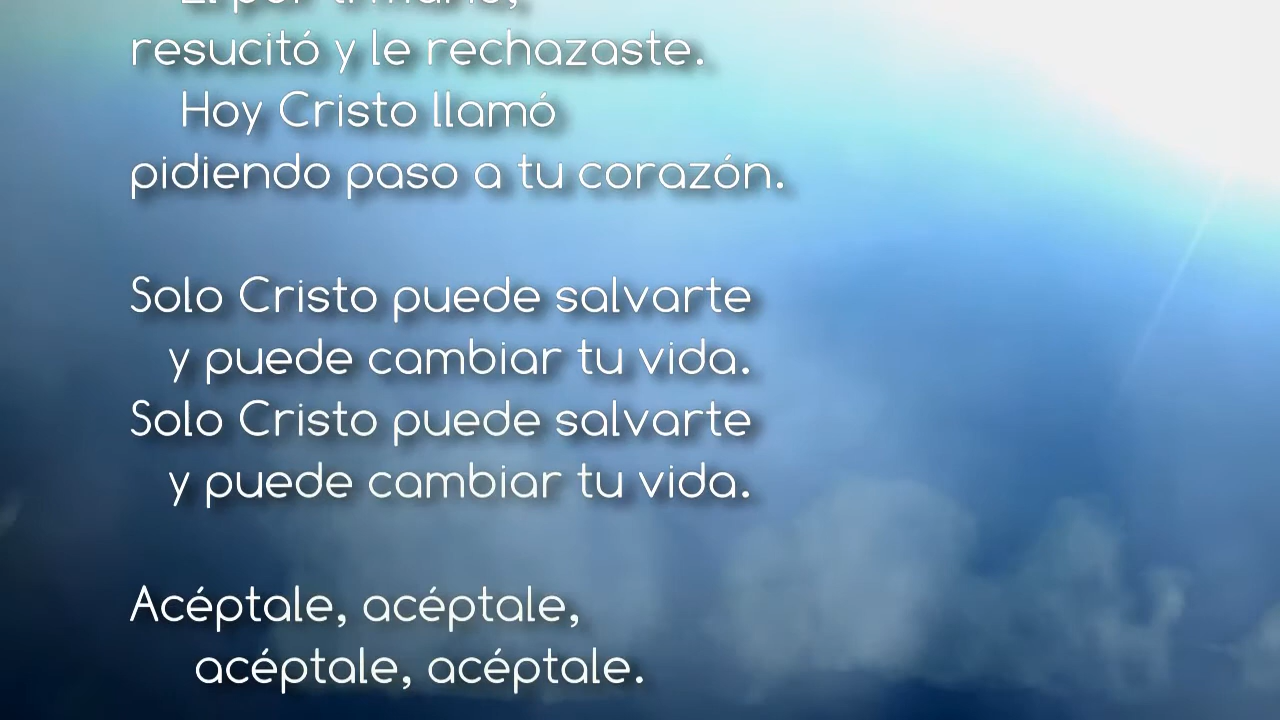 resucitó y le rechazaste.
Hoy Cristo llamó
pidiendo paso a tu corazón.
Solo Cristo puede salvarte
y puede cambiar tu vida.
Solo Cristo puede salvarte
y puede cambiar tu vida.
Acéptale, acéptale,
acéptale, acéptale.